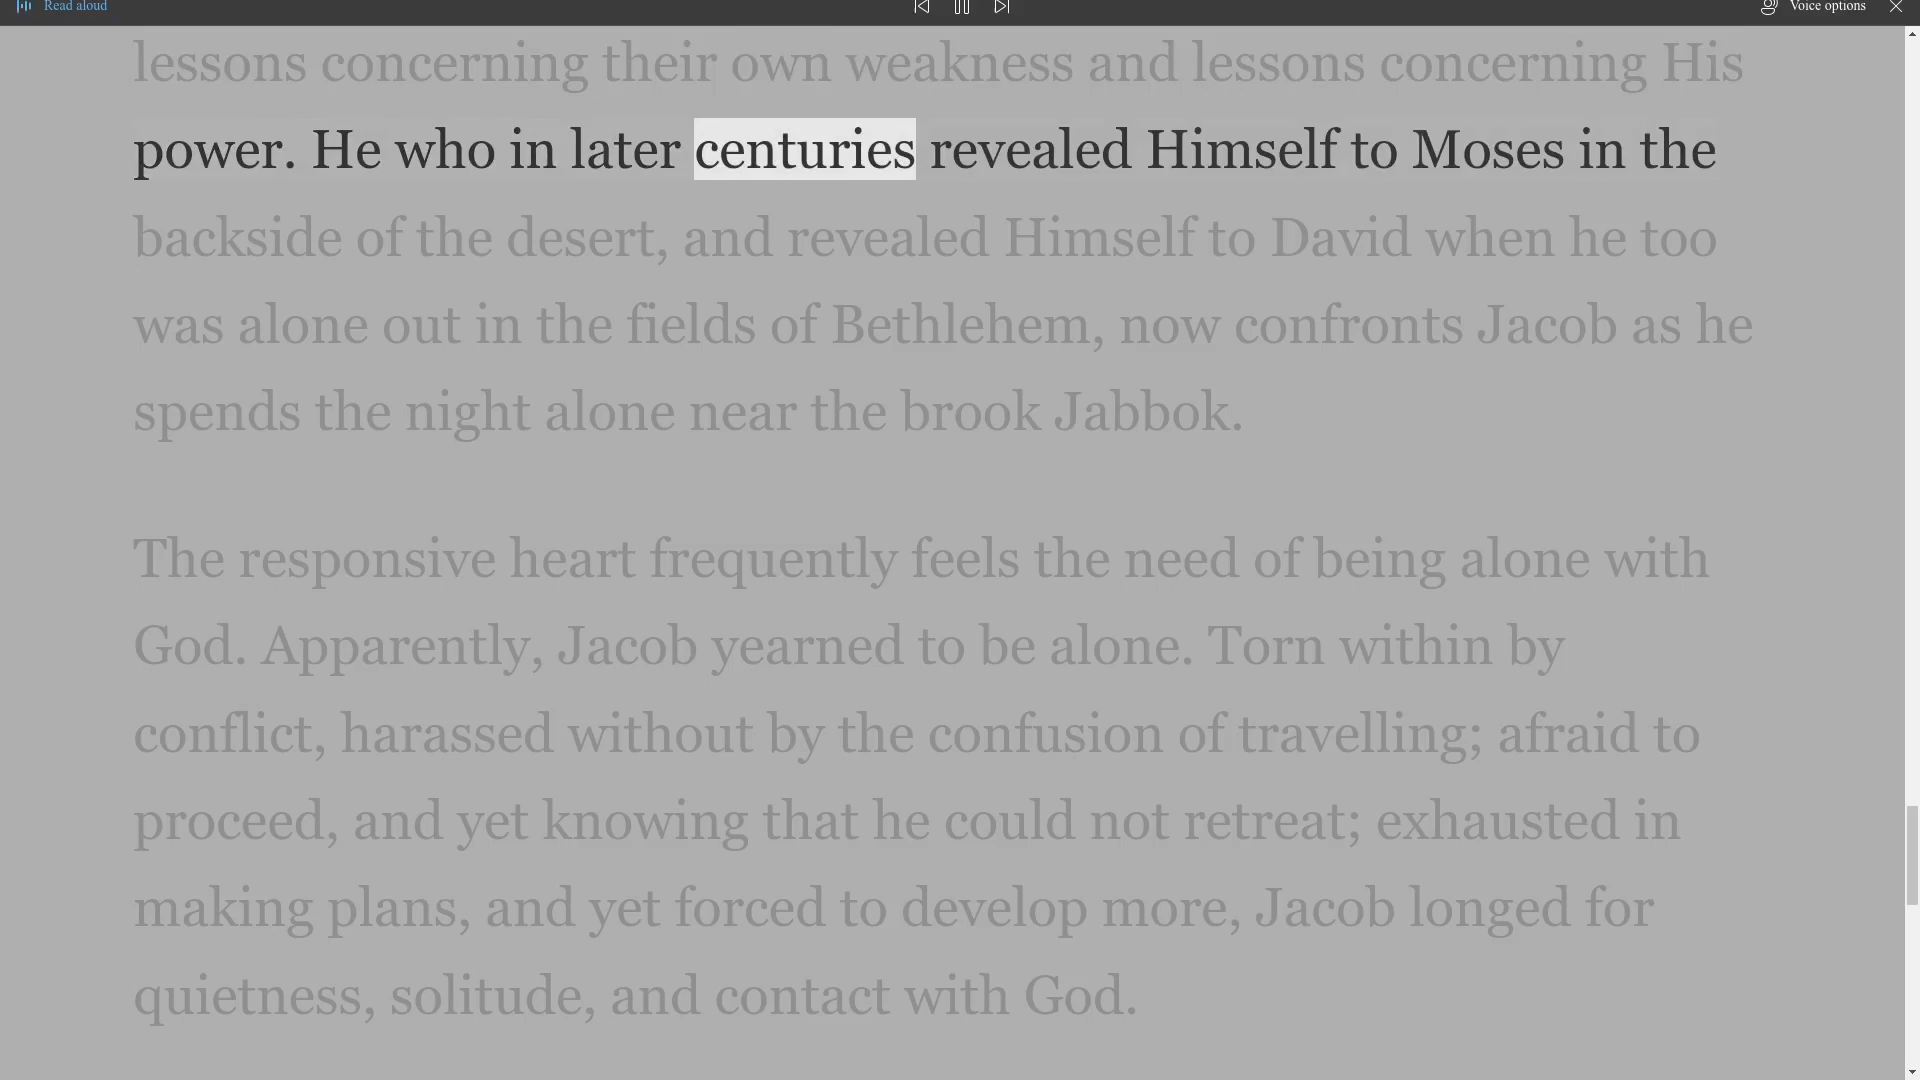 Read aloud
Voice options
lessons concerning their own weakness and lessons concerning His
power. He who in later centuries revealed Himself to Moses in the
backside of the desert, and revealed Himself to David when he too
was alone out in the fields of Bethlehem, now confronts Jacob as he
spends the night alone near the brook Jabbok.
The responsive heart frequently feels the need of being alone with
God. Apparently, Jacob yearned to be alone. Torn within by
conflict, harassed without by the confusion of travelling; afraid to
proceed, and yet knowing that he could not retreat; exhausted in
making plans, and yet forced to develop more, Jacob longed for
quietness, solitude, and contact with God.